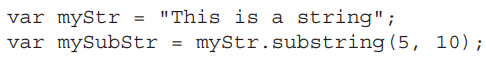 var myStr = "This is a string";
var mySubStr = myStr.substring(5, 10);